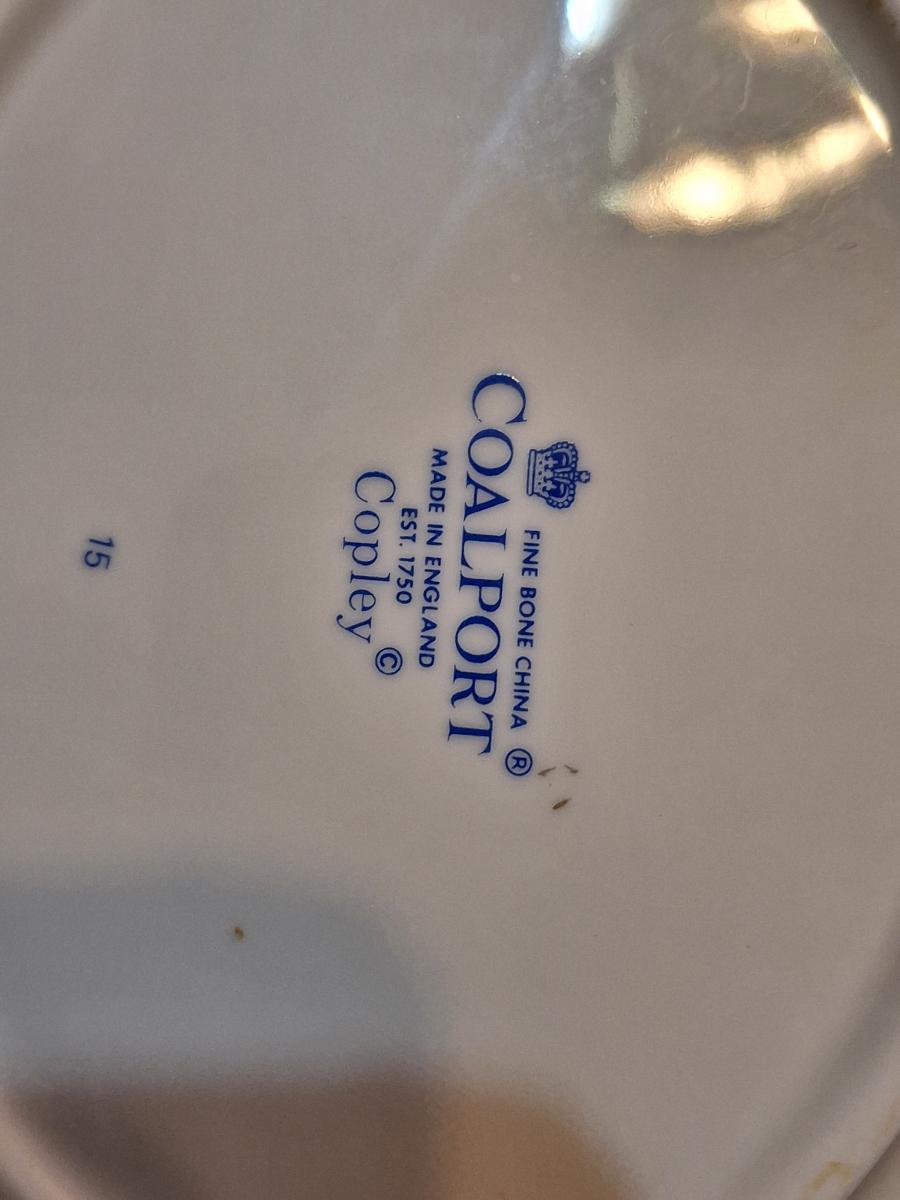 FINE BONE CHINA
COALPORT ®
MADE IN ENGLAND
EST. 1750
Copley ©
15